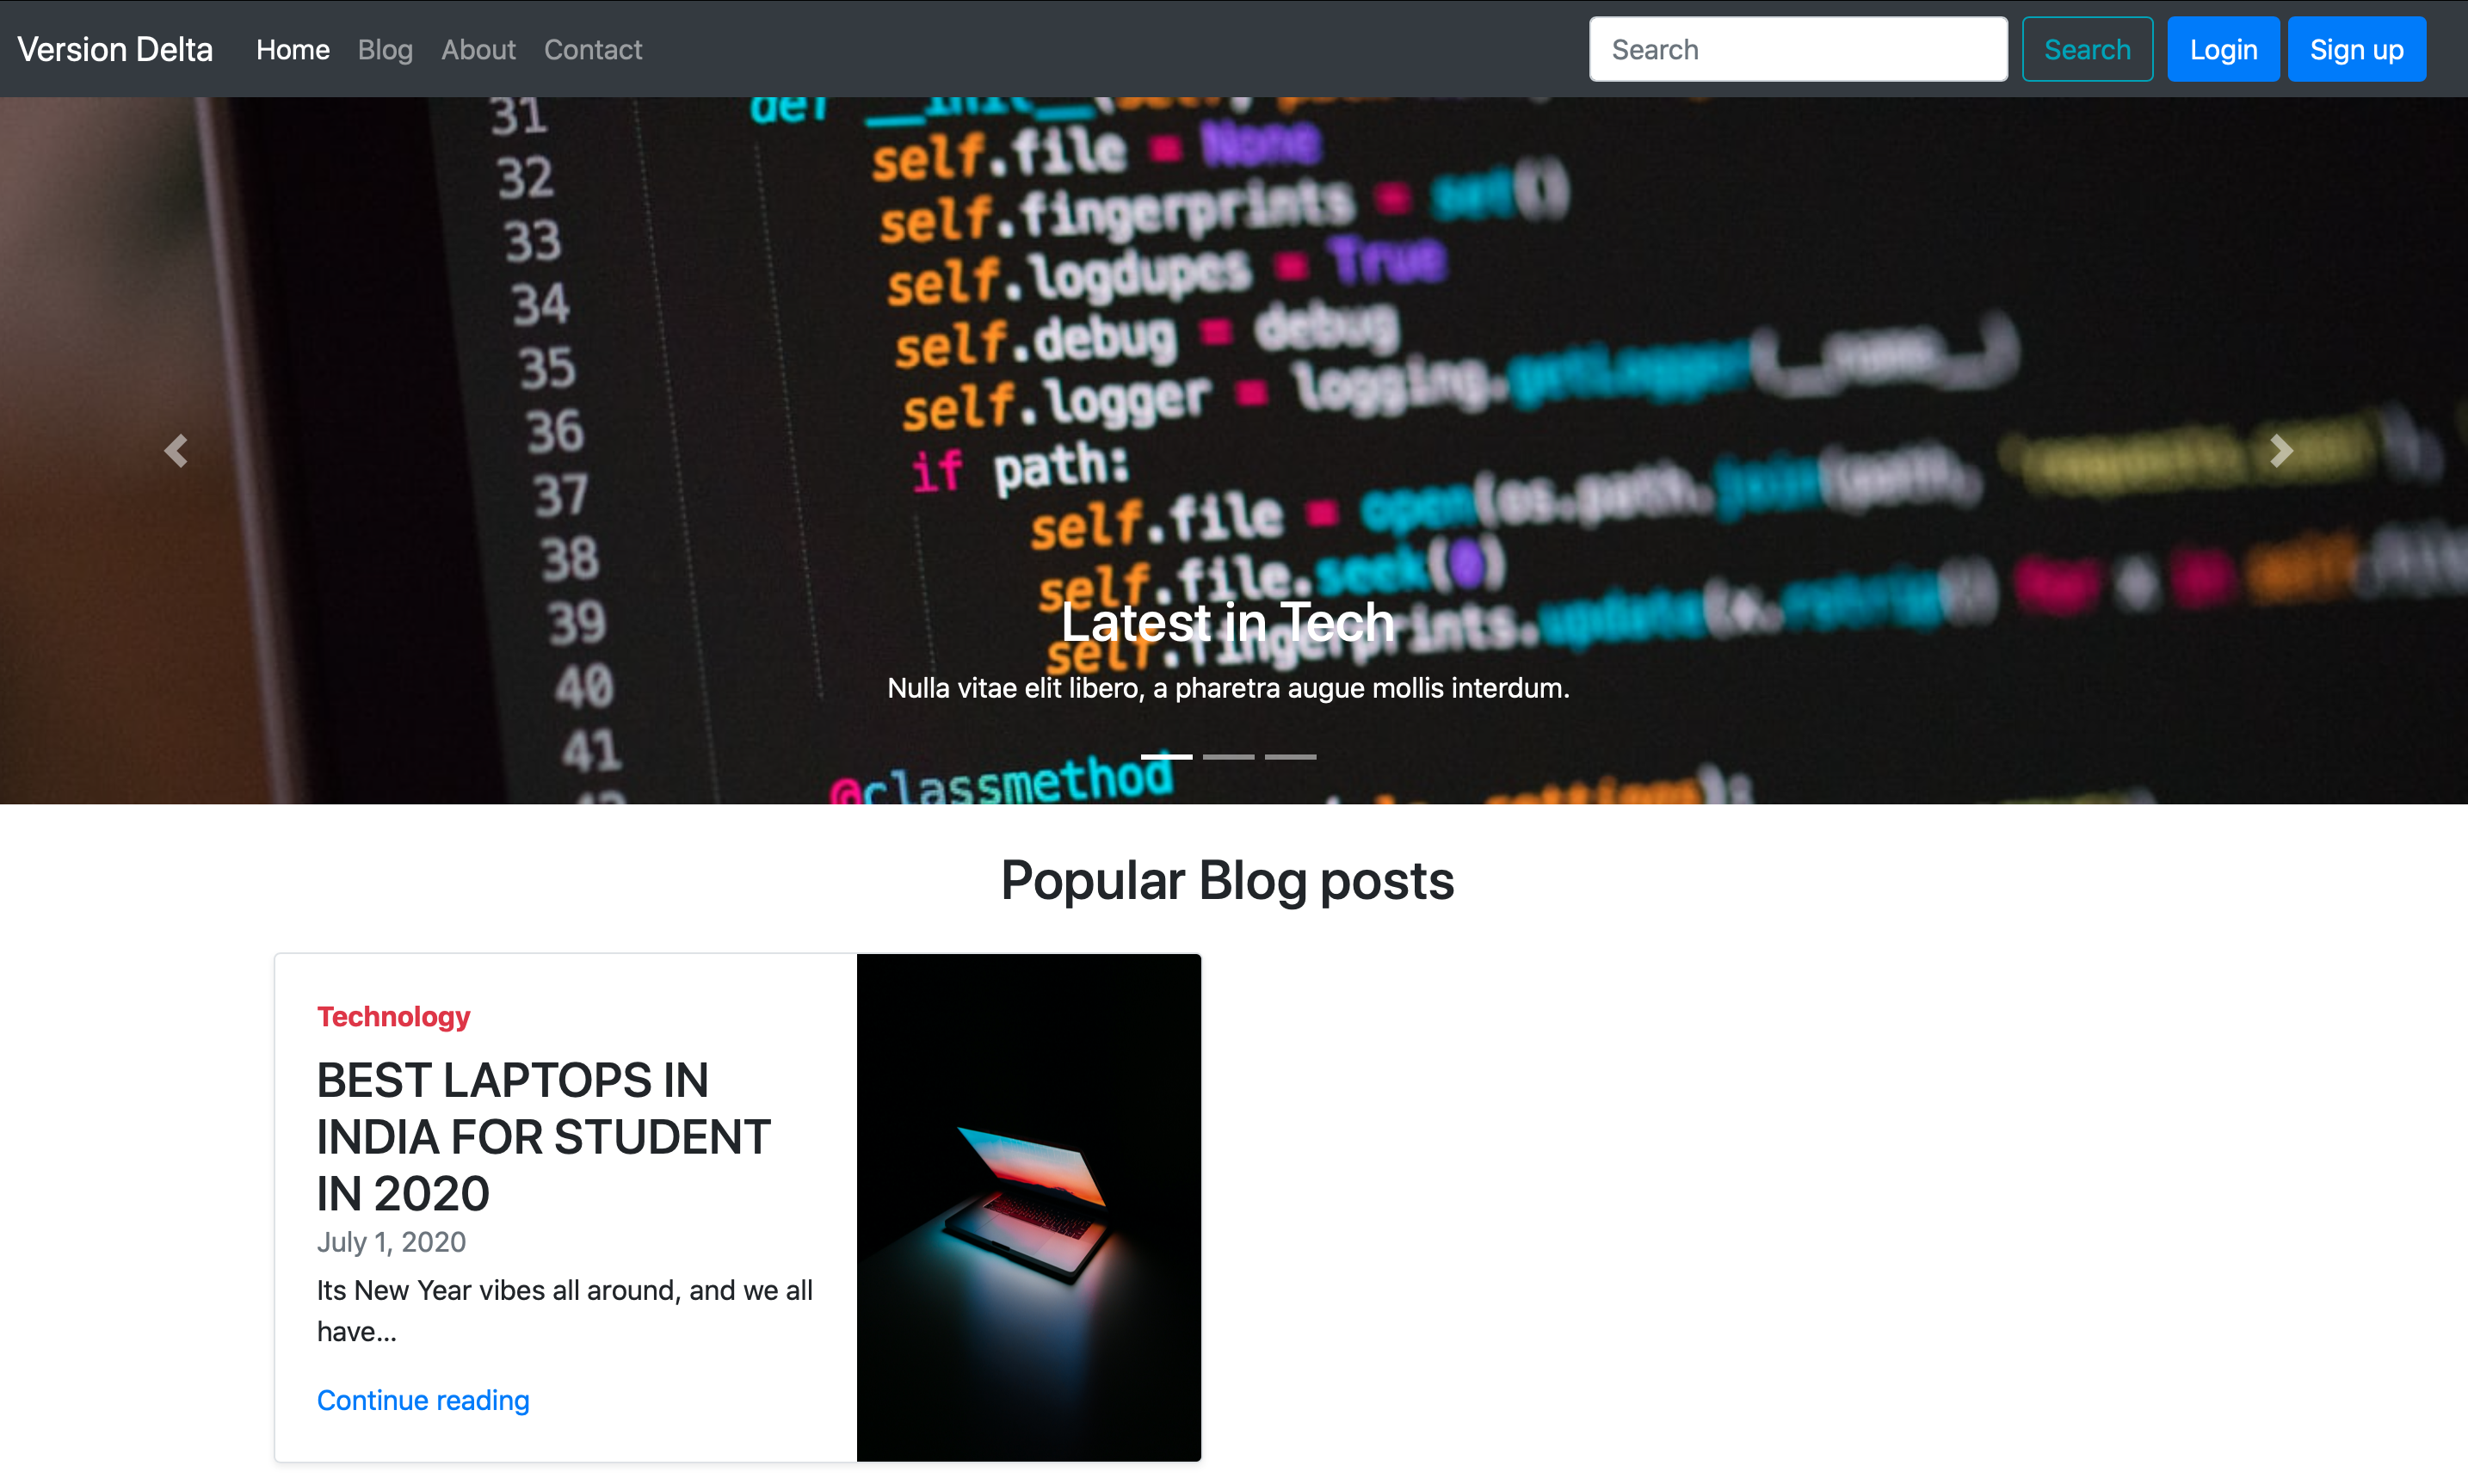 Version Delta Home Blog About Contact Search Search Login Sign up
31 def __init__(self,
32 self.file = None
33 self.fingerprints = set()
34 self.logdupes = True
35 self.debug = debug
36 self.logger = logging.getLogger(__name__)
37 if path:
38 self.file = open(os.path.join(path,
39 self.file.seek(0)
40 self.fingerprints.update(x.rstrip()
41
@classmethod
Latest in Tech
Nulla vitae elit libero, a pharetra augue mollis interdum.
Popular Blog posts
Technology
BEST LAPTOPS IN
INDIA FOR STUDENT
IN 2020
July 1, 2020
Its New Year vibes all around, and we all
have...
Continue reading